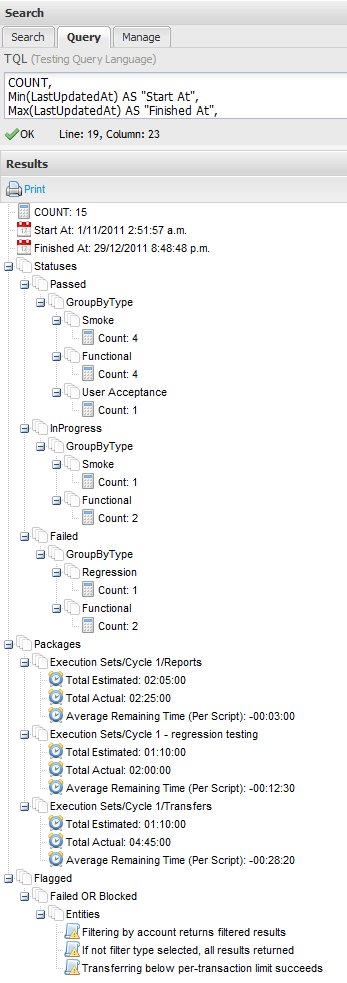 Search
Search Query Manage
TQL (Testing Query Language)
COUNT,
Min(LastUpdatedAt) AS "Start At",
Max(LastUpdatedAt) AS "Finished At",
OK Line: 19, Column: 23
Results
Print
COUNT: 15
Start At: 1/11/2011 2:51:57 a.m.
Finished At: 29/12/2011 8:48:48 p.m.
Statuses
Passed
GroupByType
Smoke
Count: 4
Functional
Count: 4
User Acceptance
Count: 1
InProgress
GroupByType
Smoke
Count: 1
Functional
Count: 2
Failed
GroupByType
Regression
Count: 1
Functional
Count: 2
Packages
Execution Sets/Cycle 1/Reports
Total Estimated: 02:05:00
Total Actual: 02:25:00
Average Remaining Time (Per Script): -00:03:00
Execution Sets/Cycle 1 - regression testing
Total Estimated: 01:10:00
Total Actual: 02:00:00
Average Remaining Time (Per Script): -00:12:30
Execution Sets/Cycle 1/Transfers
Total Estimated: 01:10:00
Total Actual: 04:45:00
Average Remaining Time (Per Script): -00:28:20
Flagged
Failed OR Blocked
Entities
Filtering by account returns filtered results
If not filter type selected, all results returned
Transferring below per-transaction limit succeeds